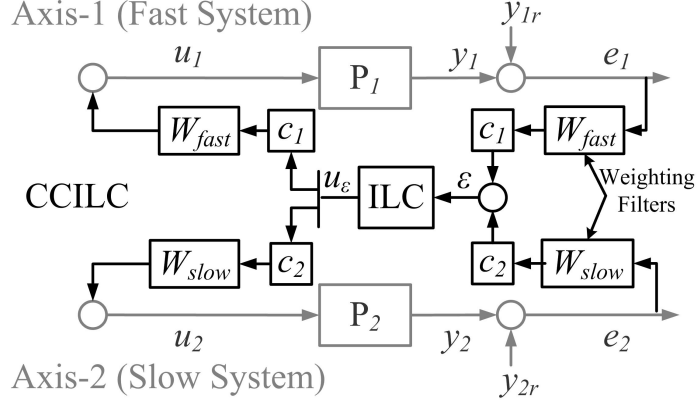 Axis-1 (Fast System)
y1r
u1
P1
y1
e1
Wfast
c1
c1
Wfast
CCILC
uε
ILC
ε
Weighting
Filters
Wslow
c2
c2
Wslow
u2
P2
y2
e2
Axis-2 (Slow System)
y2r